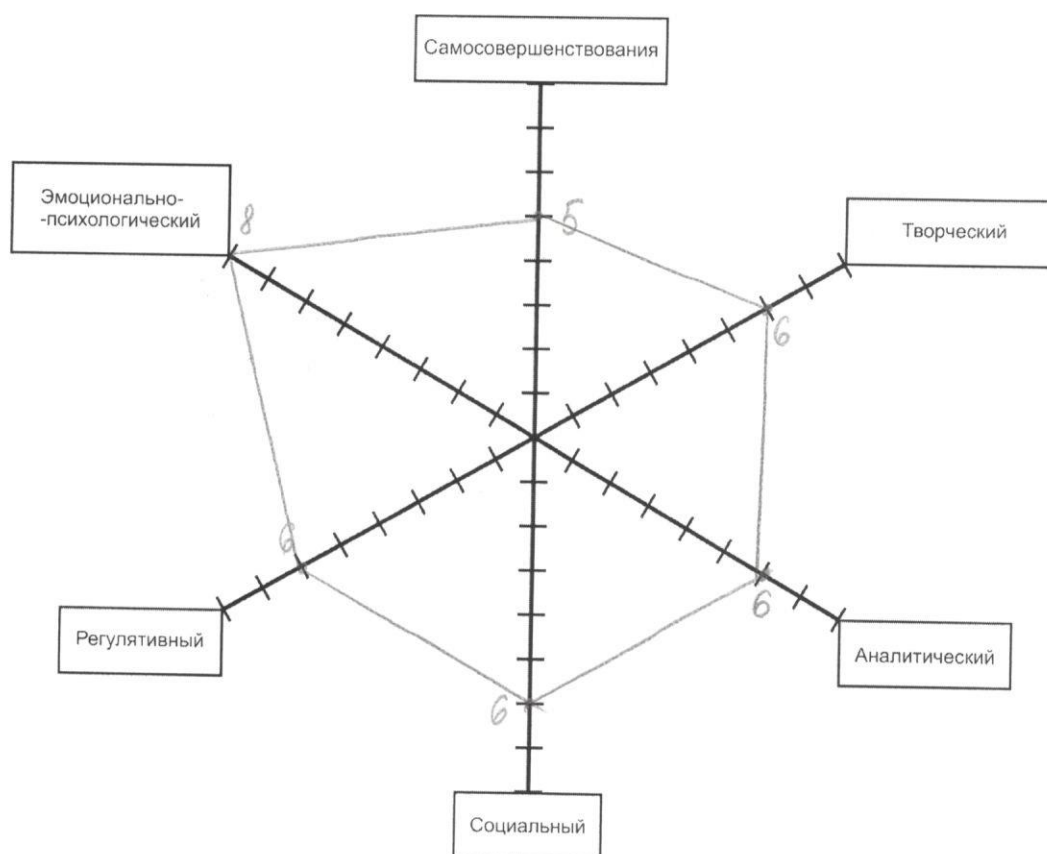 Самосовершенствования
Эмоционально-
-психологический
8
5
Творческий
6
6
6
Регулятивный
Аналитический
6
Социальный